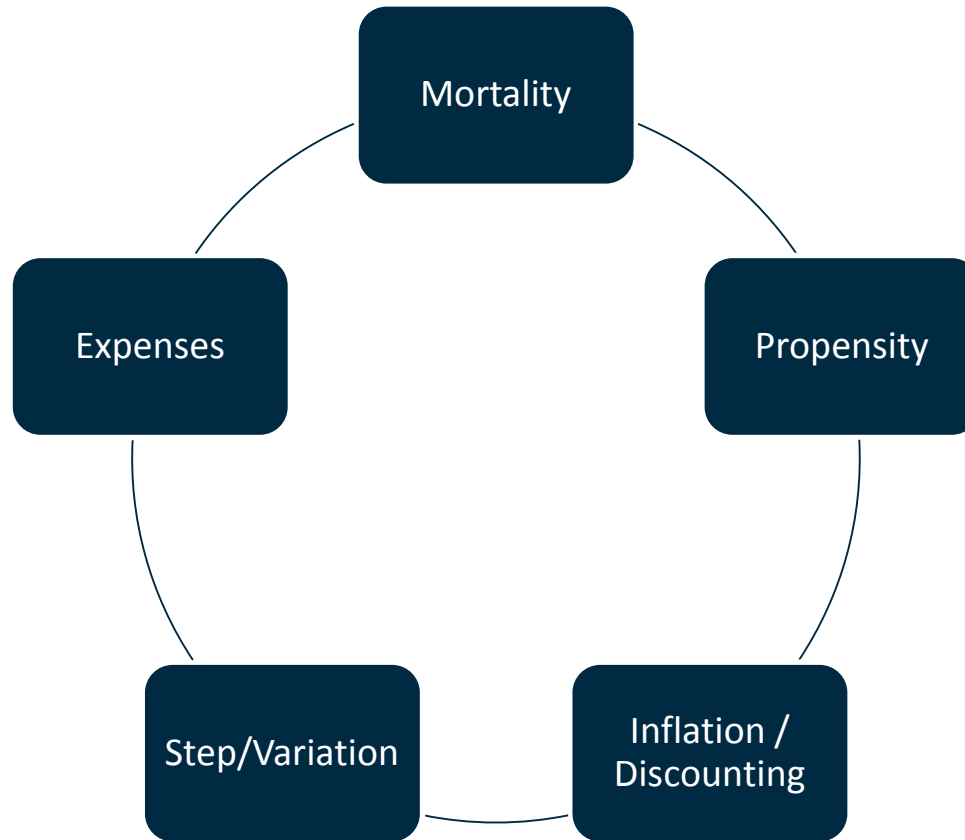 Mortality
Propensity
Inflation /
Discounting
Step/Variation
Expenses